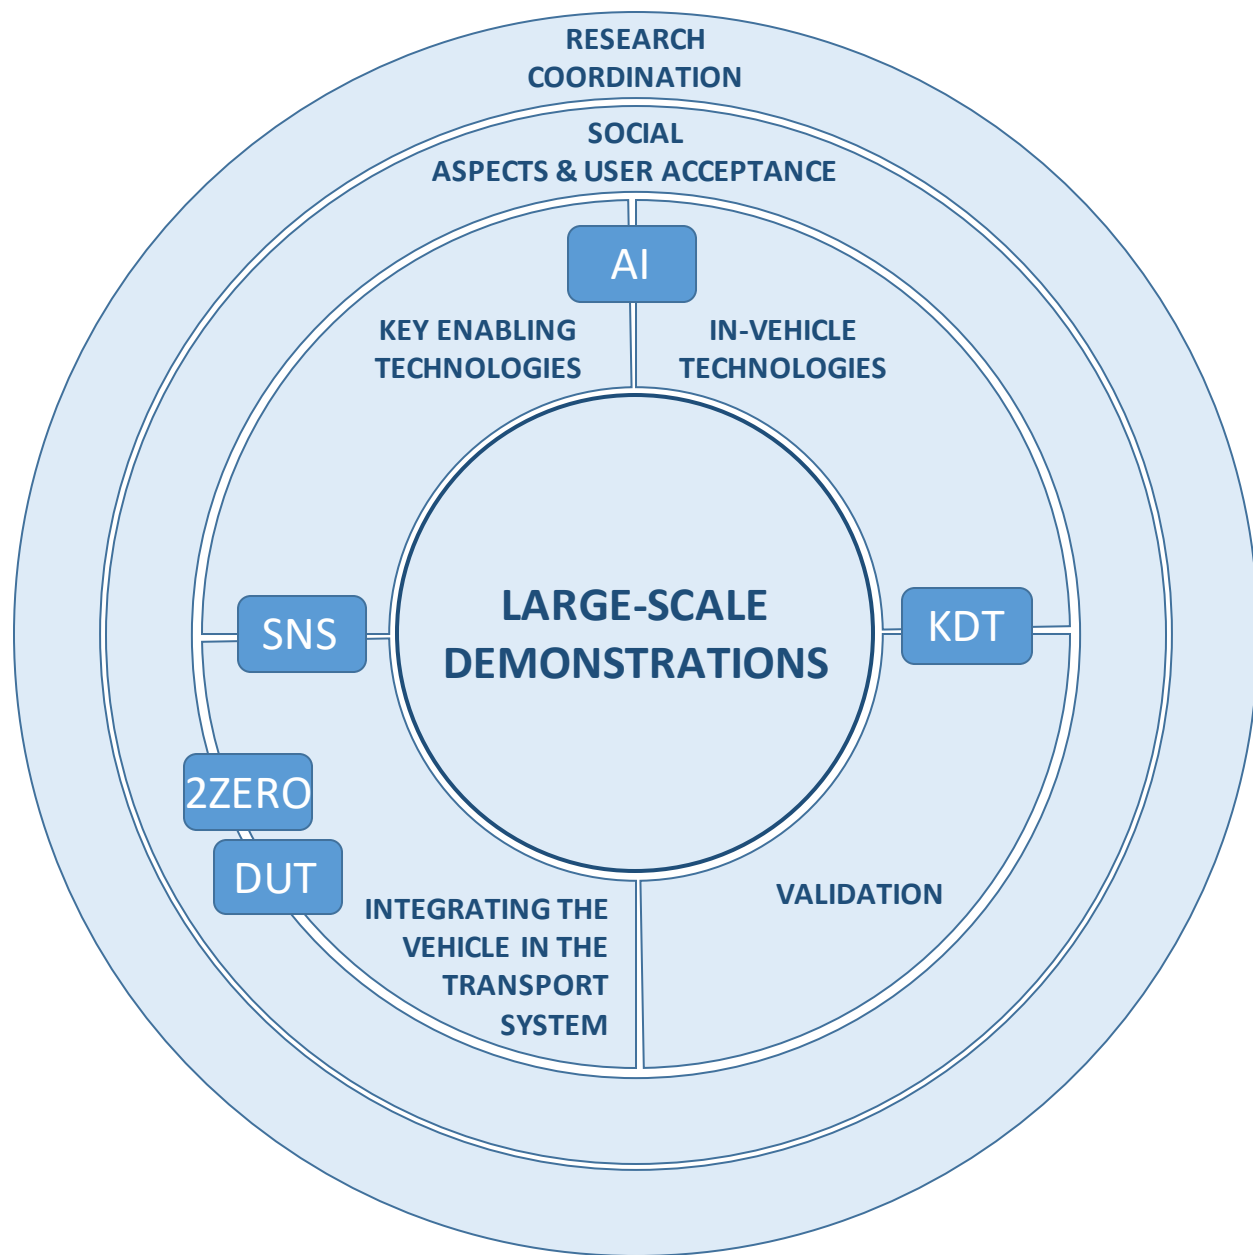 RESEARCH
COORDINATION
SOCIAL
ASPECTS & USER ACCEPTANCE
AI
KEY ENABLING
TECHNOLOGIES
IN-VEHICLE
TECHNOLOGIES
LARGE-SCALE
DEMONSTRATIONS
SNS
KDT
2ZERO
DUT
INTEGRATING THE
VEHICLE IN THE
TRANSPORT
SYSTEM
VALIDATION